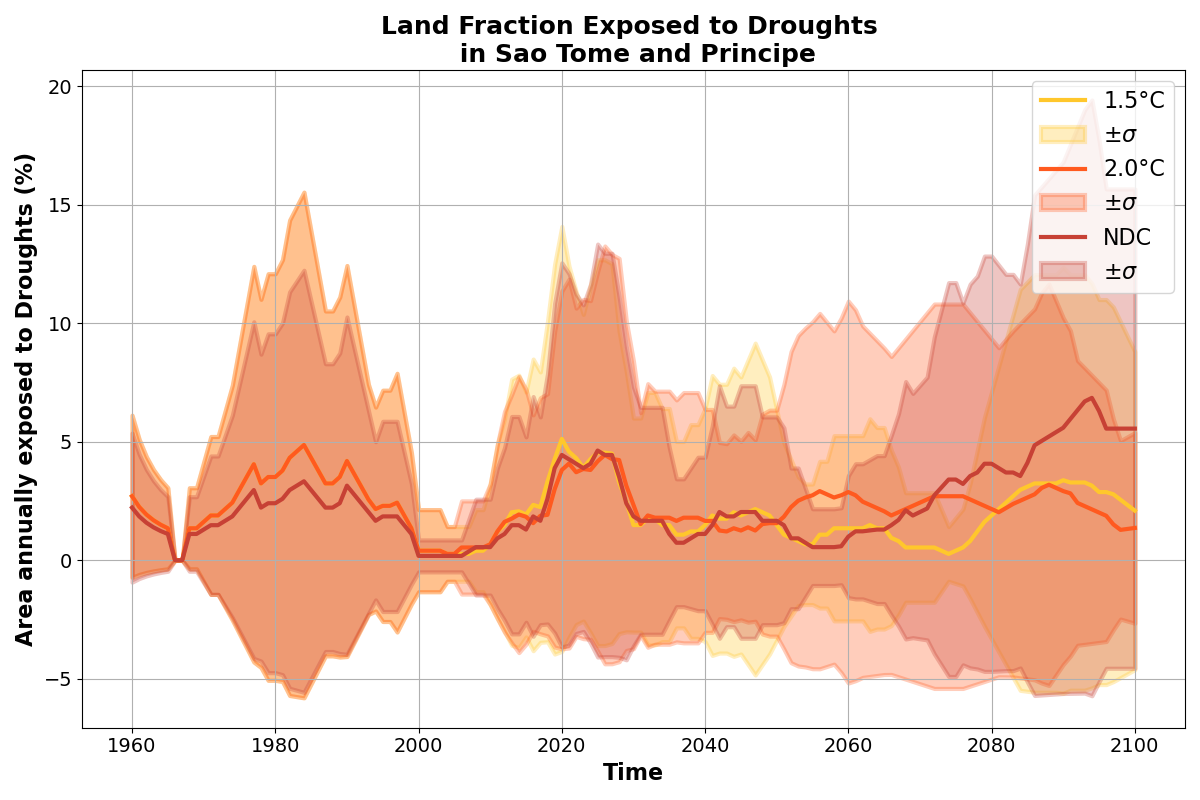 Land Fraction Exposed to Droughts
in Sao Tome and Principe
Area annually exposed to Droughts (%)
20
15
10
5
0
−5
1.5°C
±σ
2.0°C
±σ
NDC
±σ
1960 1980 2000 2020 2040 2060 2080 2100
Time